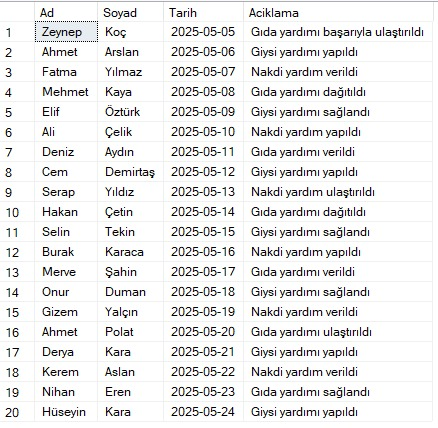 Ad Soyad Tarih Aciklama
1 Zeynep Koç 2025-05-05 Gıda yardımı başarıyla ulaştırıldı
2 Ahmet Arslan 2025-05-06 Giysi yardımı yapıldı
3 Fatma Yılmaz 2025-05-07 Nakdi yardım verildi
4 Mehmet Kaya 2025-05-08 Gıda yardımı dağıtıldı
5 Elif Öztürk 2025-05-09 Giysi yardımı sağlandı
6 Ali Çelik 2025-05-10 Nakdi yardım yapıldı
7 Deniz Aydın 2025-05-11 Gıda yardımı verildi
8 Cem Demirtaş 2025-05-12 Giysi yardımı yapıldı
9 Serap Yıldız 2025-05-13 Nakdi yardım ulaştırıldı
10 Hakan Çetin 2025-05-14 Gıda yardımı dağıtıldı
11 Selin Tekin 2025-05-15 Giysi yardımı sağlandı
12 Burak Karaca 2025-05-16 Nakdi yardım yapıldı
13 Merve Şahin 2025-05-17 Gıda yardımı verildi
14 Onur Duman 2025-05-18 Giysi yardımı sağlandı
15 Gizem Yalçın 2025-05-19 Nakdi yardım verildi
16 Ahmet Polat 2025-05-20 Gıda yardımı ulaştırıldı
17 Derya Kara 2025-05-21 Giysi yardımı yapıldı
18 Kerem Aslan 2025-05-22 Nakdi yardım verildi
19 Nihan Eren 2025-05-23 Gıda yardımı sağlandı
20 Hüseyin Kara 2025-05-24 Giysi yardımı yapıldı